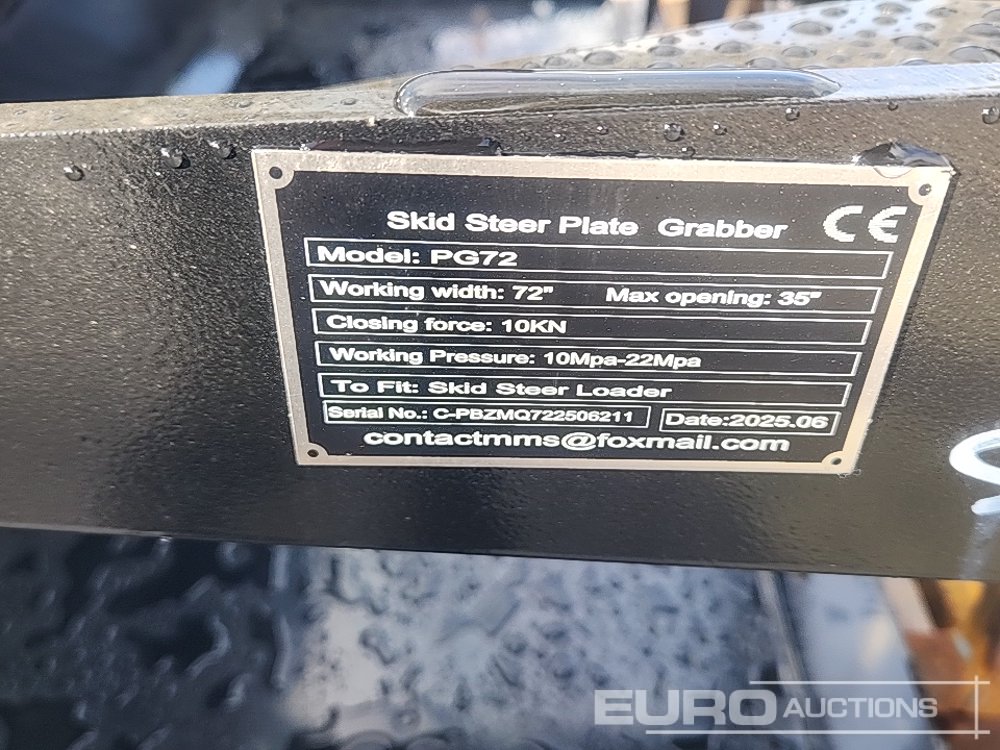 Skid Steer Plate Grabber CE
Model: PG72
Working width: 72" Max opening: 35"
Closing force: 10KN
Working Pressure: 10Mpa-22Mpa
To Fit: Skid Steer Loader
Serial No.: C-PBZMQ722506211 Date:2025.06
contactmms@foxmail.com
EURO AUCTIONS